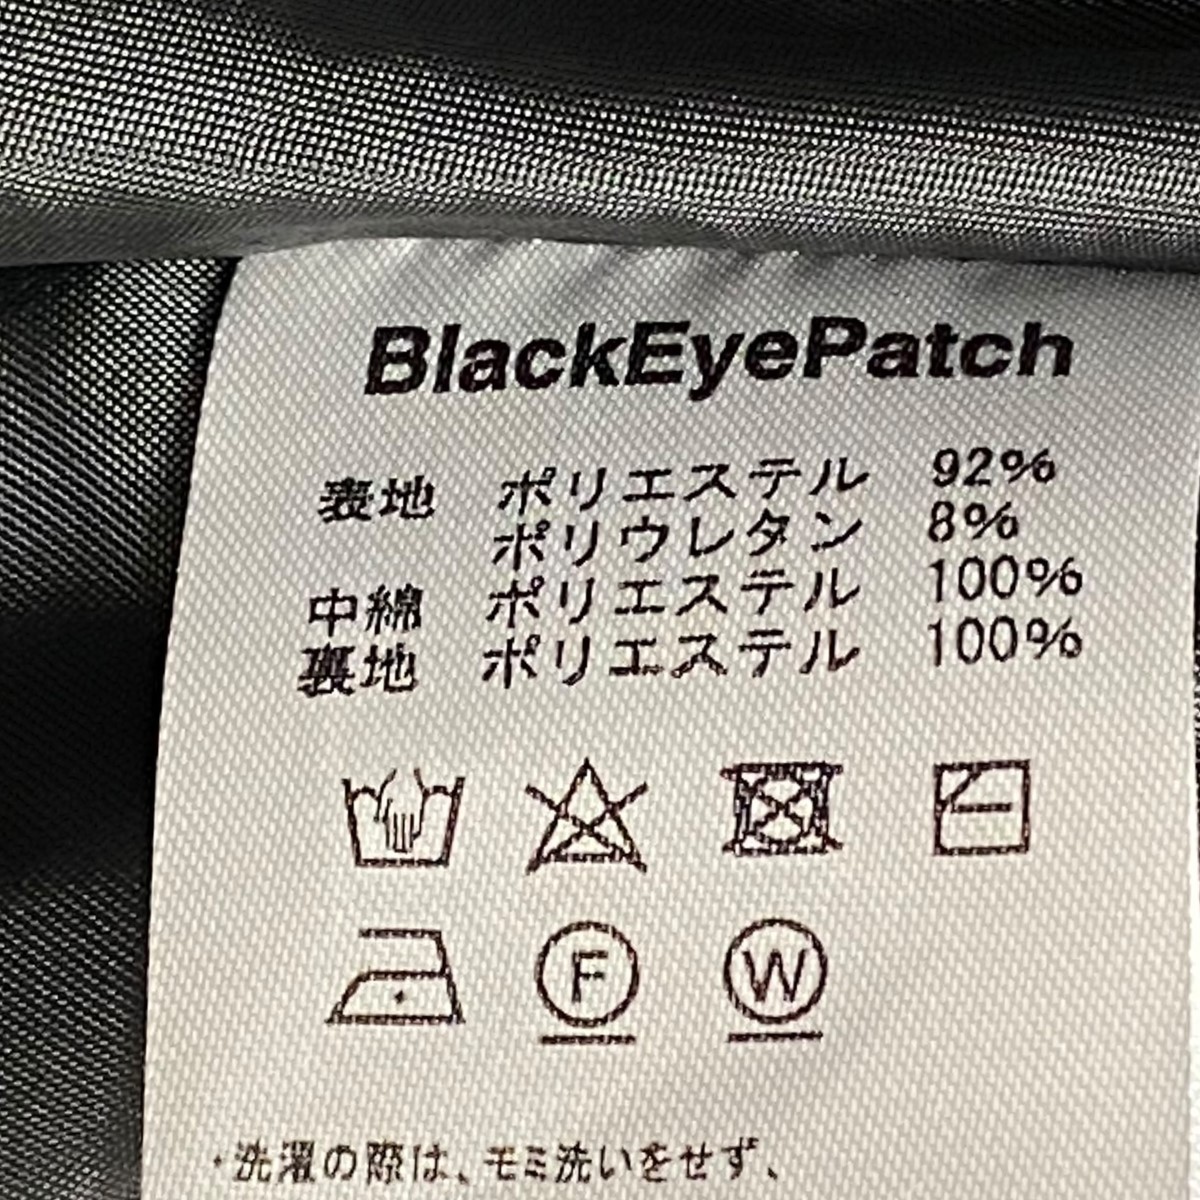 BlackEyePatch
表地 ポリエステル 92%
ポリウレタン 8%
中綿 ポリエステル 100%
裏地 ポリエステル 100%
F W
・洗濯の際は、モミ洗いをせず、